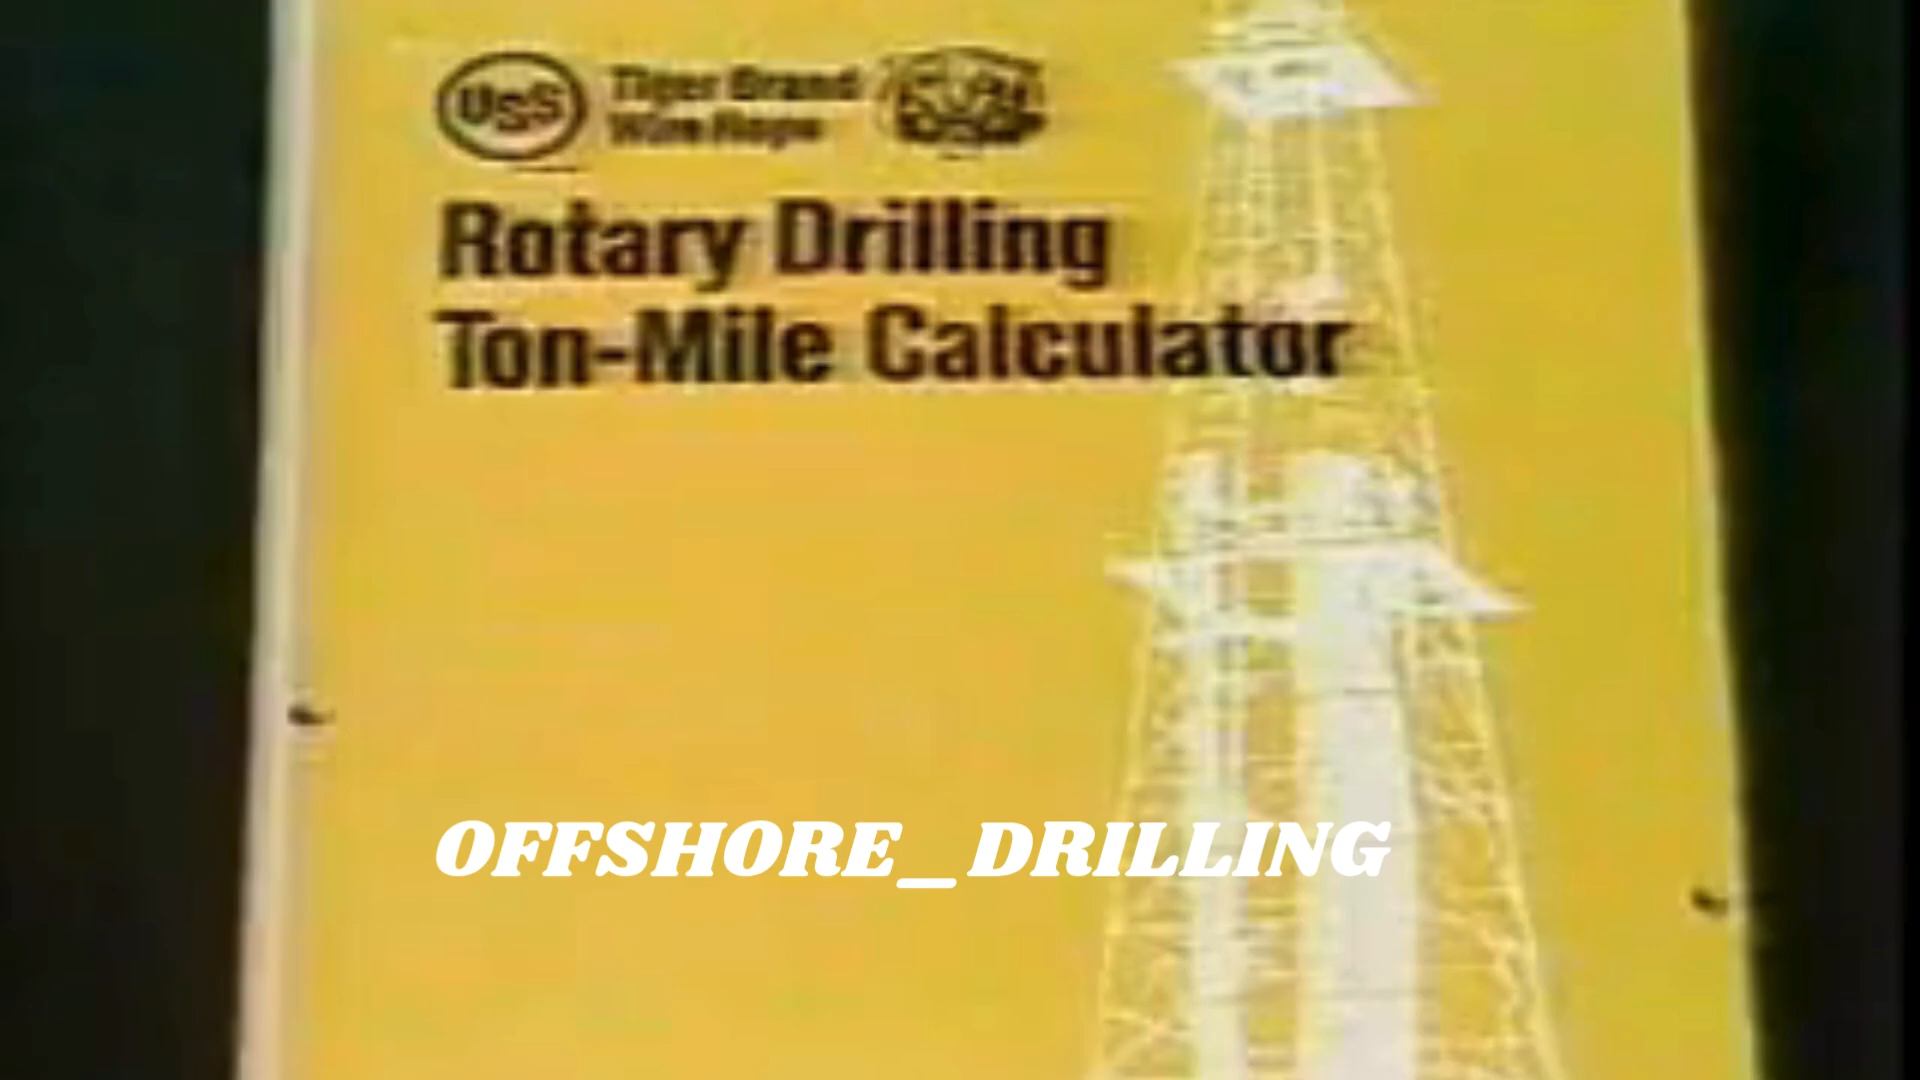 USS
Tiger Brand
Wire Rope
Rotary Drilling
Ton-Mile Calculator
OFFSHORE_DRILLING